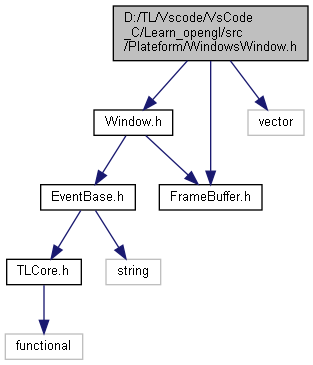 D:/TL/Vscode/VsCode
_C/Learn_opengl/src
/Plateform/WindowsWindow.h
Window.h
vector
EventBase.h
FrameBuffer.h
TLCore.h
string
functional